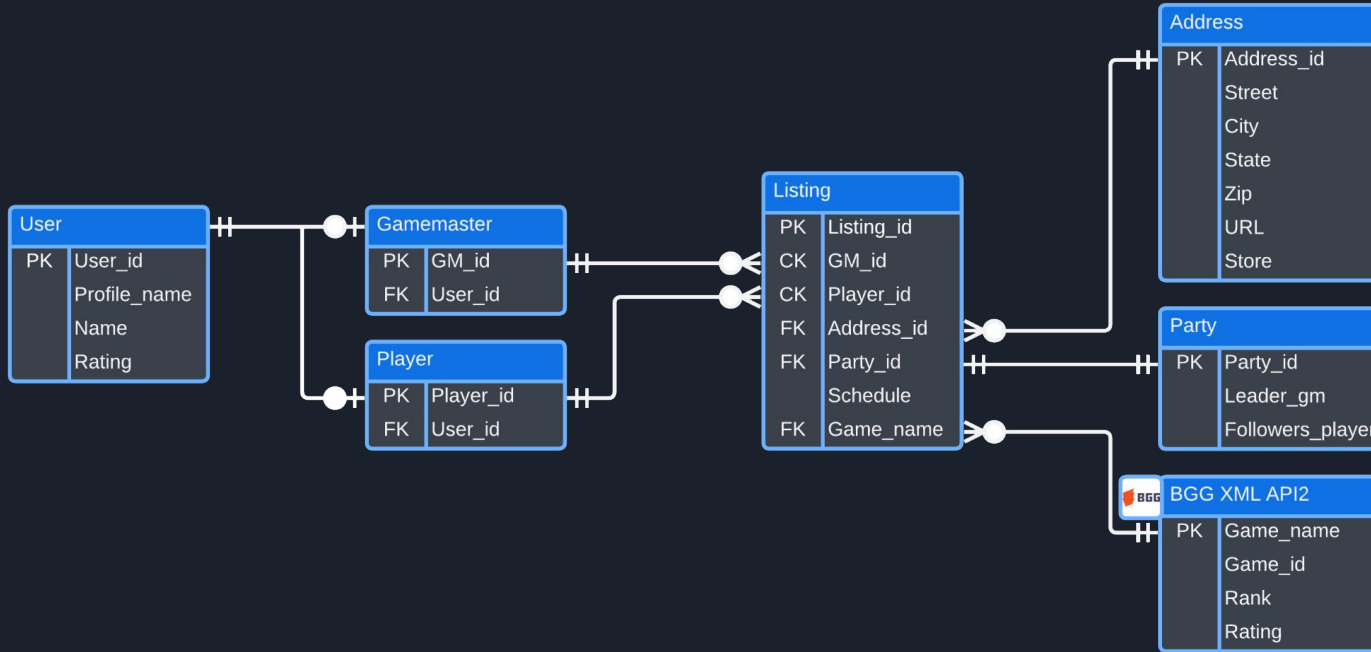 User
PK User_id
Profile_name
Name
Rating
Gamemaster
PK GM_id
FK User_id
Player
PK Player_id
FK User_id
Listing
PK Listing_id
CK GM_id
CK Player_id
FK Address_id
FK Party_id
Schedule
FK Game_name
Address
PK Address_id
Street
City
State
Zip
URL
Store
Party
PK Party_id
Leader_gm
Followers_player
BGG BGG XML API2
PK Game_name
Game_id
Rank
Rating